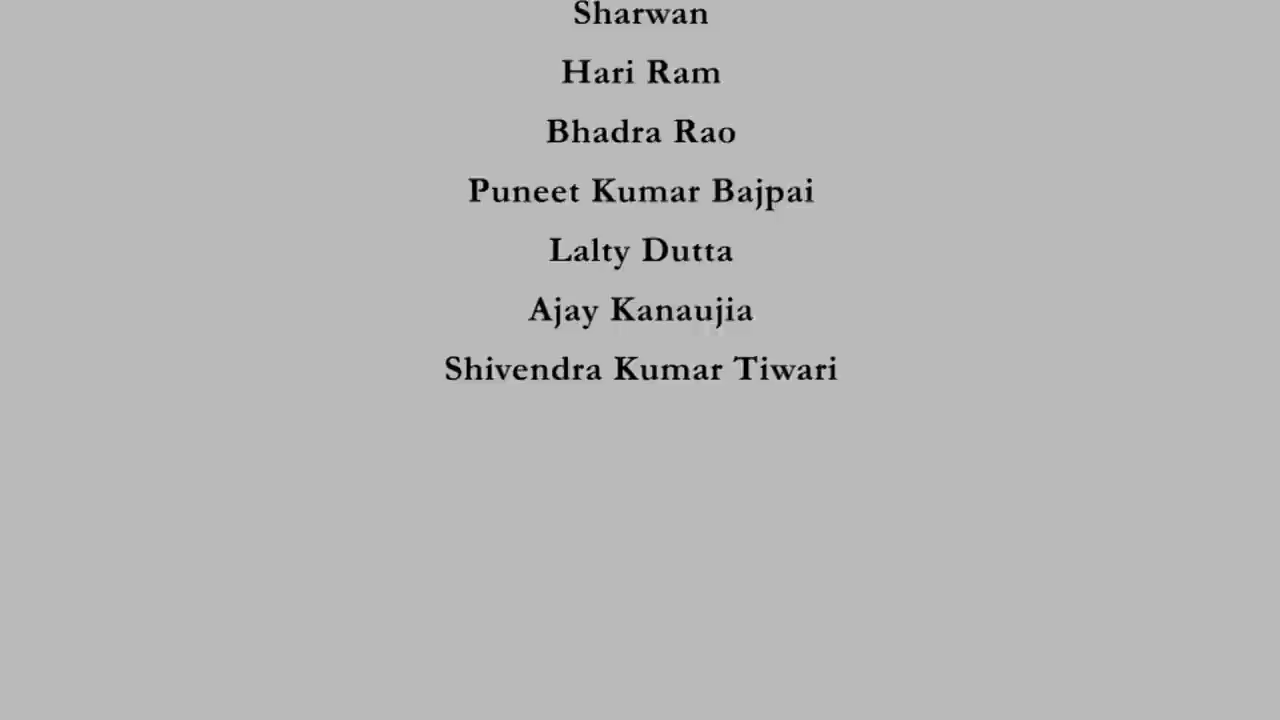 Sharwan
Hari Ram
Bhadra Rao
Puneet Kumar Bajpai
Lalty Dutta
Ajay Kanaujia
Shivendra Kumar Tiwari